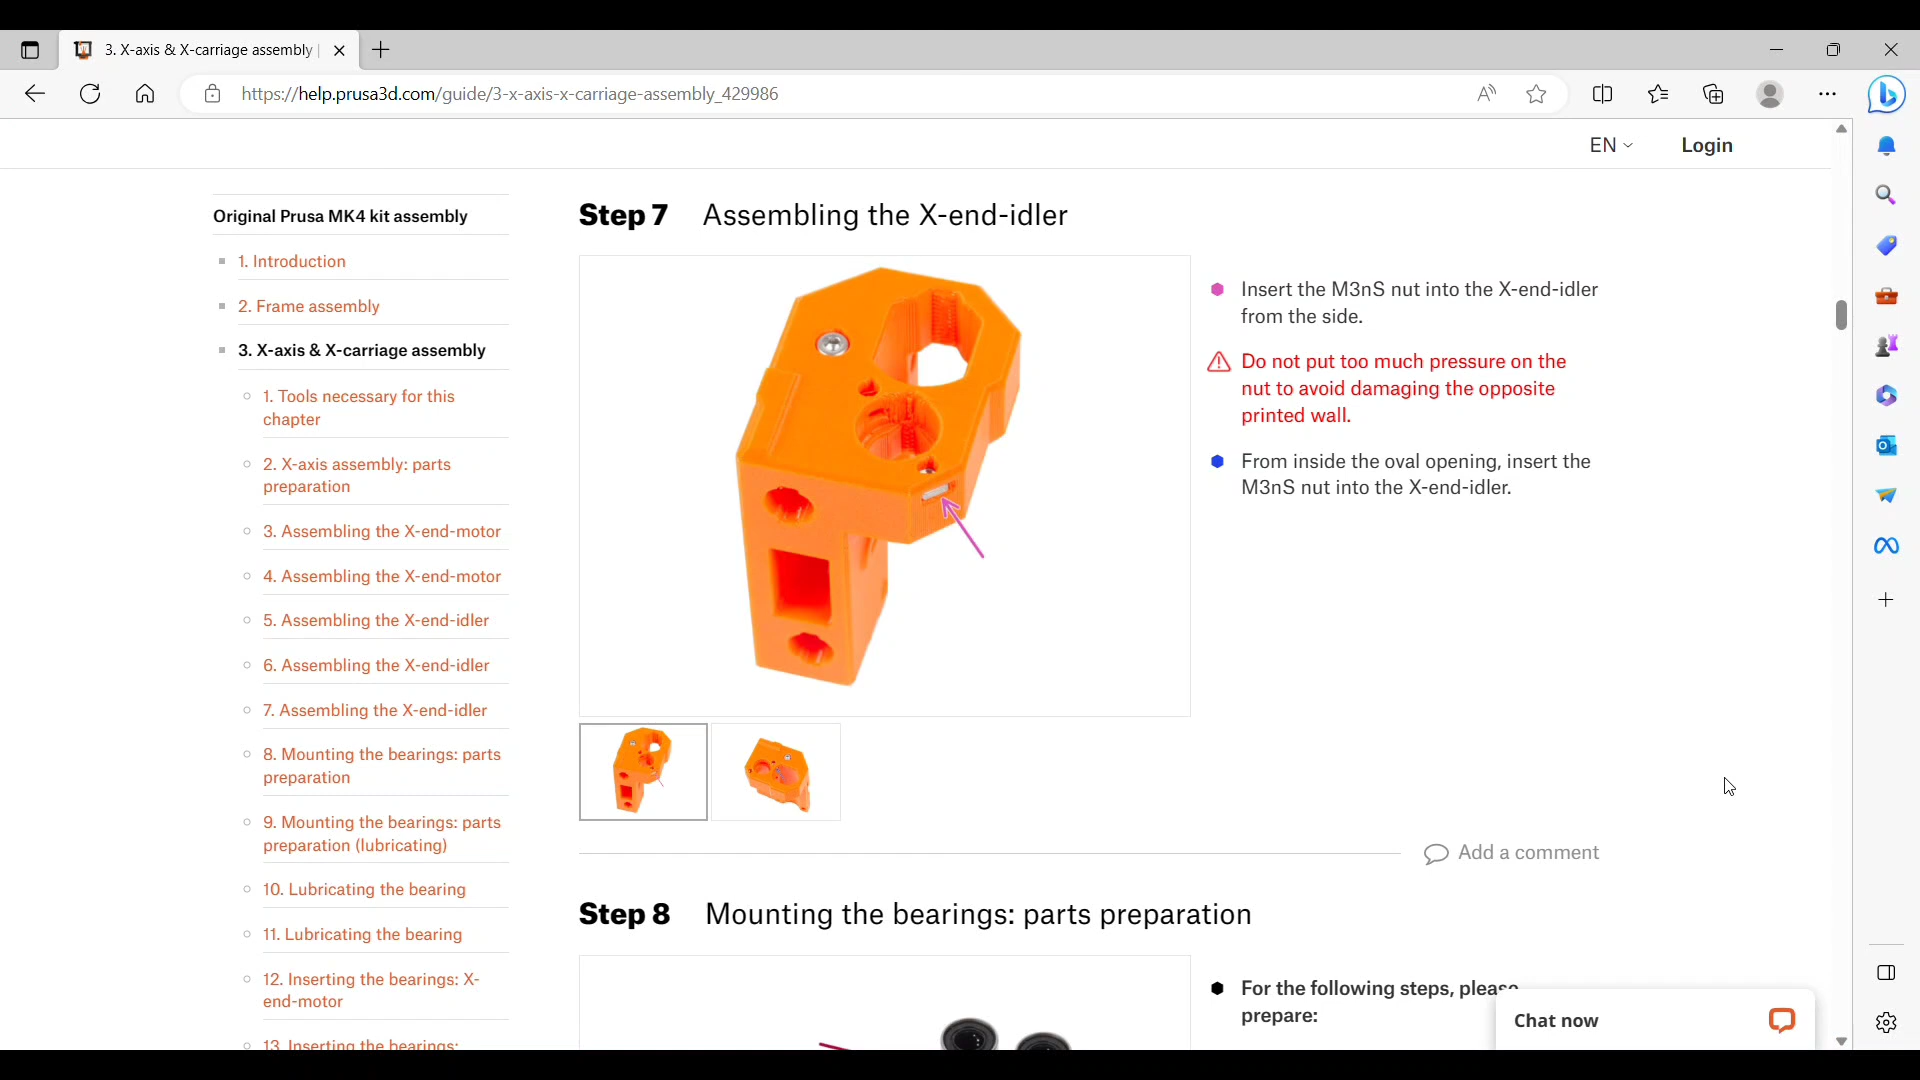 3. X-axis & X-carriage assembly |
https://help.prusa3d.com/guide/3-x-axis-x-carriage-assembly_429986
EN
Login
Original Prusa MK4 kit assembly
1. Introduction
2. Frame assembly
3. X-axis & X-carriage assembly
1. Tools necessary for this
chapter
2. X-axis assembly: parts
preparation
3. Assembling the X-end-motor
4. Assembling the X-end-motor
5. Assembling the X-end-idler
6. Assembling the X-end-idler
7. Assembling the X-end-idler
8. Mounting the bearings: parts
preparation
9. Mounting the bearings: parts
preparation (lubricating)
10. Lubricating the bearing
11. Lubricating the bearing
12. Inserting the bearings: X-
end-motor
13. Inserting the bearings:
Step 7 Assembling the X-end-idler
Insert the M3nS nut into the X-end-idler
from the side.
Do not put too much pressure on the
nut to avoid damaging the opposite
printed wall.
From inside the oval opening, insert the
M3nS nut into the X-end-idler.
Add a comment
Step 8 Mounting the bearings: parts preparation
For the following steps, please
prepare:
Chat now